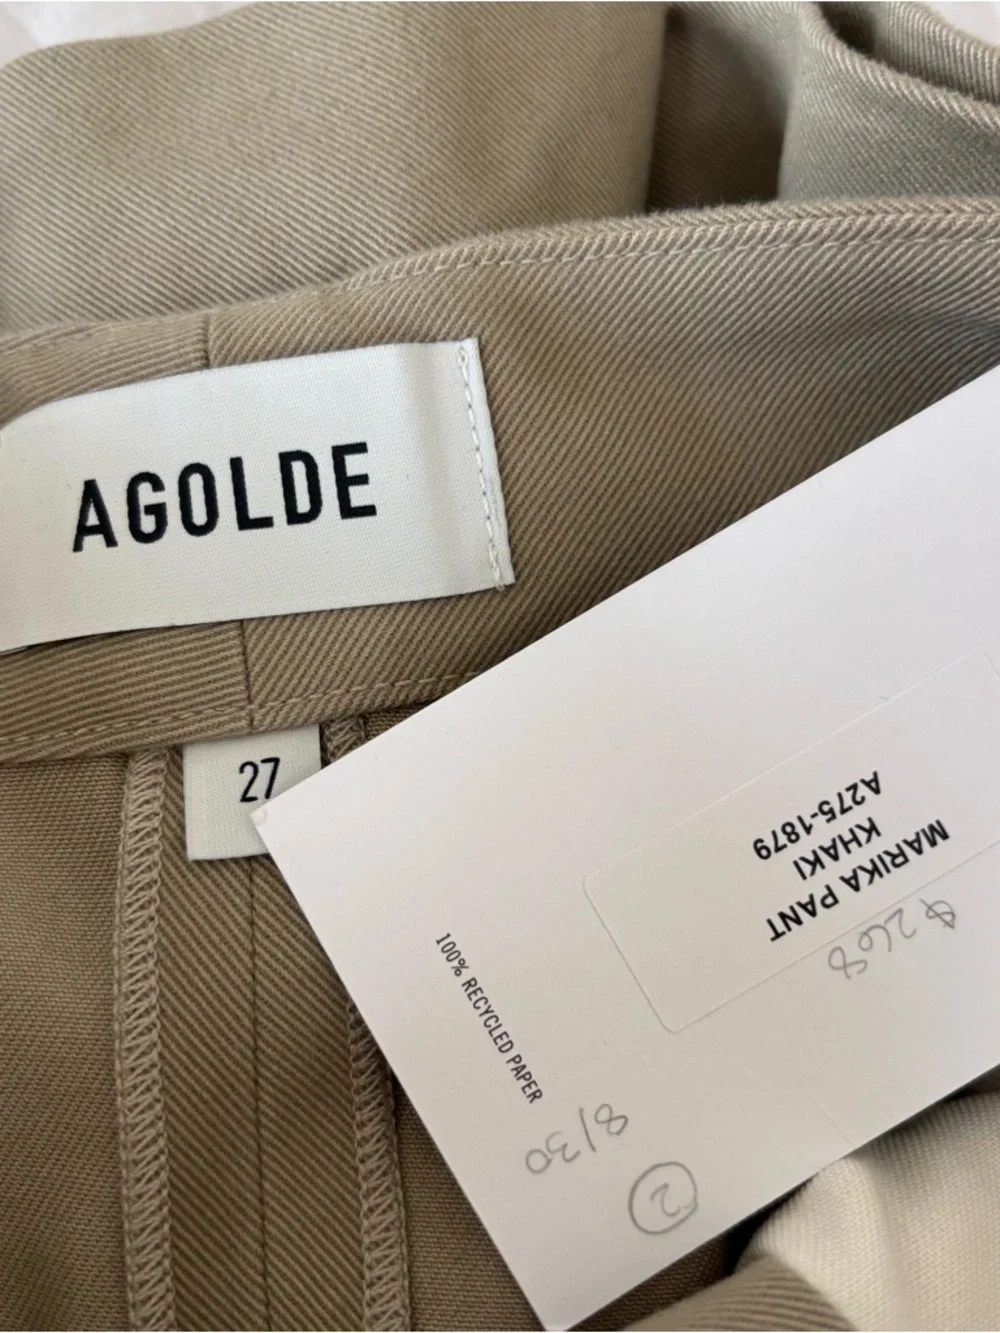 AGOLDE
27
A275-1879
KHAKI
MARIKA PANT
$268
100% RECYCLED PAPER
8/30
2